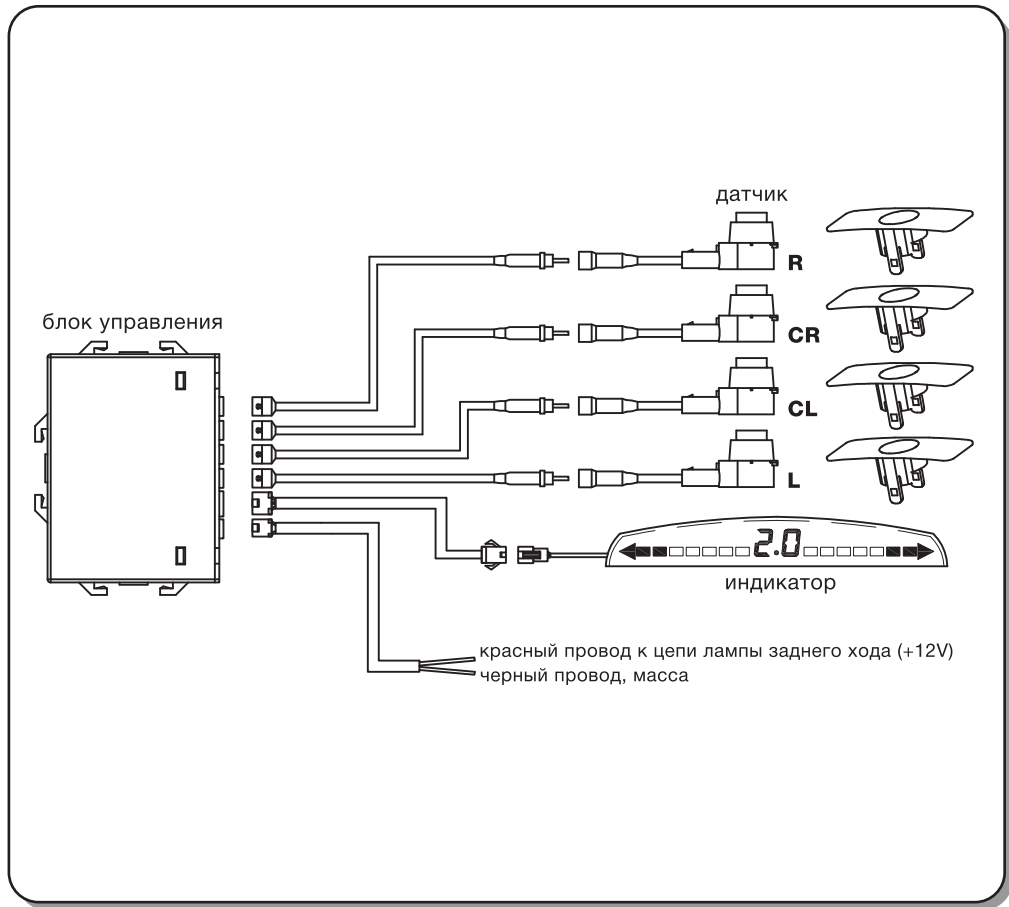 датчик
R
блок управления
CR
CL
L
2.0
индикатор
красный провод к цепи лампы заднего хода (+12V)
черный провод, масса